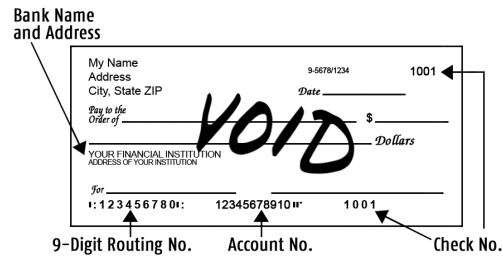 Bank Name
and Address
My Name
Address
City, State ZIP
9-5678/1234
1001
Date
Pay to the
Order of
$
Dollars
VOID
YOUR FINANCIAL INSTITUTION
ADDRESS OF YOUR INSTITUTION
For
⑆123456780⑆ 12345678910⑈ 1001
9-Digit Routing No.
Account No.
Check No.